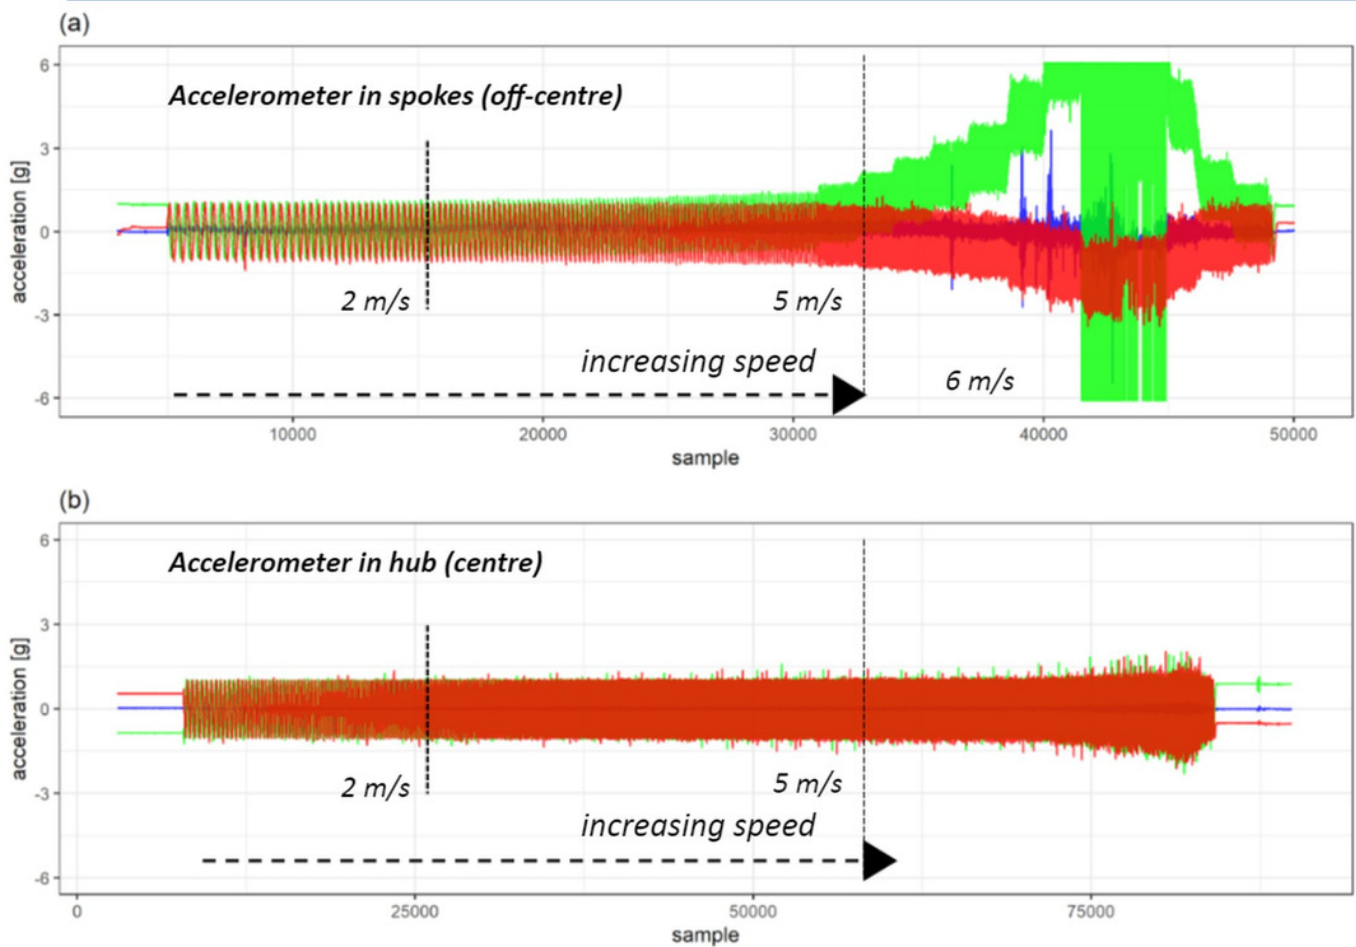 (a)
6
3
0
-3
-6
acceleration [g]
Accelerometer in spokes (off-centre)
2 m/s
5 m/s
increasing speed
6 m/s
10000
20000
30000
40000
50000
sample
(b)
6
3
0
-3
-6
acceleration [g]
Accelerometer in hub (centre)
2 m/s
5 m/s
increasing speed
0
25000
50000
75000
sample